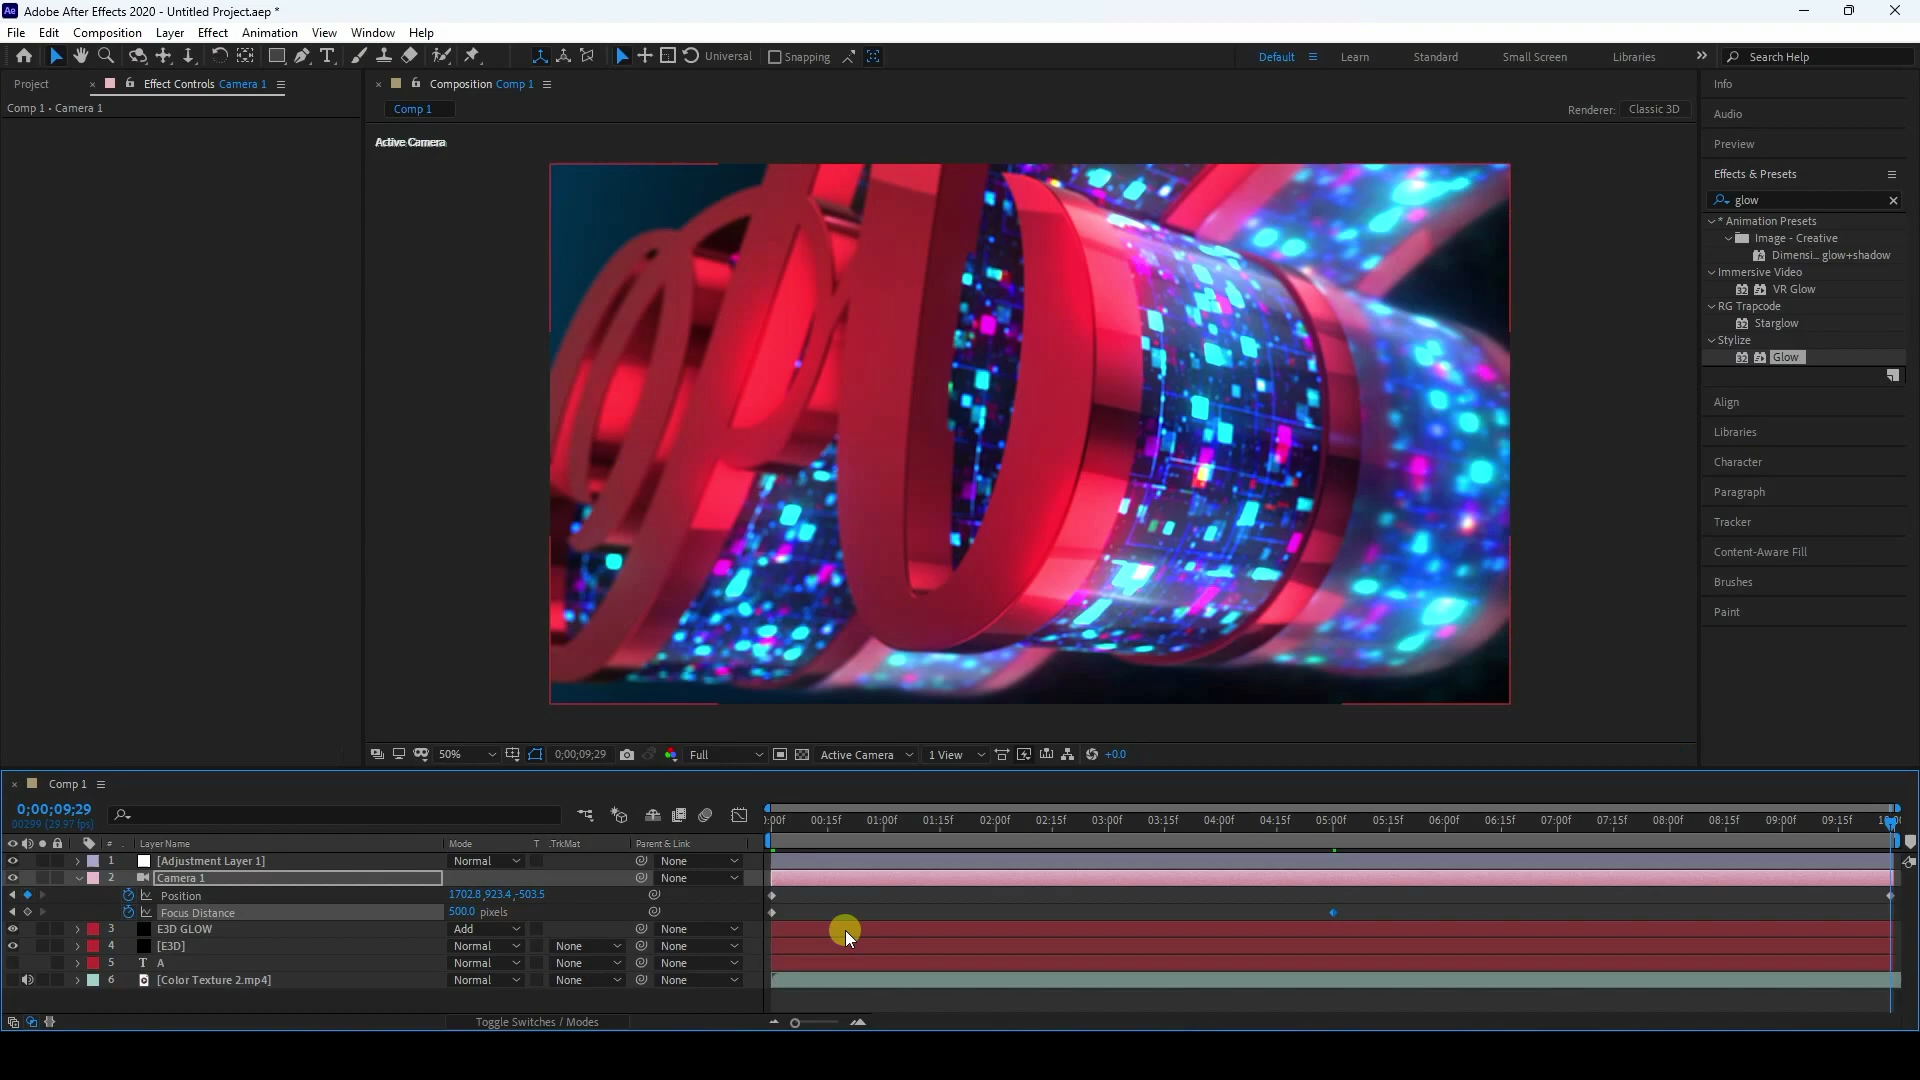 Adobe After Effects 2020 - Untitled Project.aep *
File Edit Composition Layer Effect Animation View Window Help
Universal Snapping Default Learn Standard Small Screen Libraries Search Help
Project Effect Controls Camera 1
Comp 1 • Camera 1
Composition Comp 1
Comp 1
Renderer: Classic 3D
Active Camera
Info
Audio
Preview
Effects & Presets
glow
* Animation Presets
Image - Creative
Dimensi... glow+shadow
Immersive Video
VR Glow
RG Trapcode
Starglow
Stylize
Glow
Align
Libraries
Character
Paragraph
Tracker
Content-Aware Fill
Brushes
Paint
50% 0;00;09;29 Full Active Camera 1 View +0.0
Comp 1
0;00;09;29
00299 (29.97 fps)
:00f 00:15f 01:00f 01:15f 02:00f 02:15f 03:00f 03:15f 04:00f 04:15f 05:00f 05:15f 06:00f 06:15f 07:00f 07:15f 08:00f 08:15f 09:00f 09:15f
# Layer Name Mode T .TrkMat Parent & Link
1 [Adjustment Layer 1] Normal None
2 Camera 1 None
Position 1702.8,923.4,-503.5
Focus Distance 500.0 pixels
3 E3D GLOW Add None
4 [E3D] Normal None None
5 T A Normal None None
6 [Color Texture 2.mp4] Normal None None
Toggle Switches / Modes